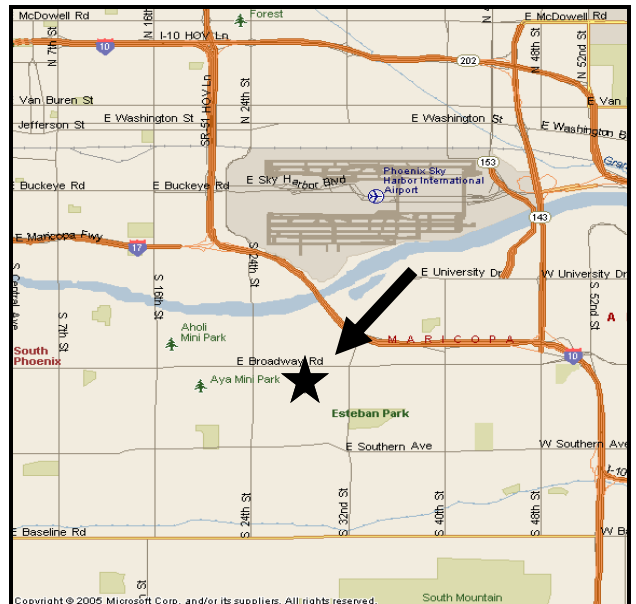 Forest
E McDowell Rd
McDowell Rd
N 7th St
N 16th
I-10 HOV Ln
10
N 48th St
N 52nd St
202
SR-51 HOV Ln
N 24th St
Van Buren St
E Van
E Washington St
E Washington St
E Washington B
Jefferson St
153
Phoenix Sky
Harbor International
Airport
E Buckeye Rd
E Buckeye Rd
E Sky Harbor Blvd
143
E Maricopa Fwy
17
S 24th St
E University Dr
W University Dr
S Central Ave
S 7th St
S 16th St
S 52nd St
Aholi
Mini Park
MARICOPA
A
South
Phoenix
E Broadway Rd
10
Aya Mini Park
Esteban Park
E Southern Ave
W Southern Av
I-10
S 24th St
S 32nd St
S 40th St
S 48th St
E Baseline Rd
W Ba
South Mountain
Copyright © 2005 Microsoft Corp. and/or its suppliers. All rights reserved.